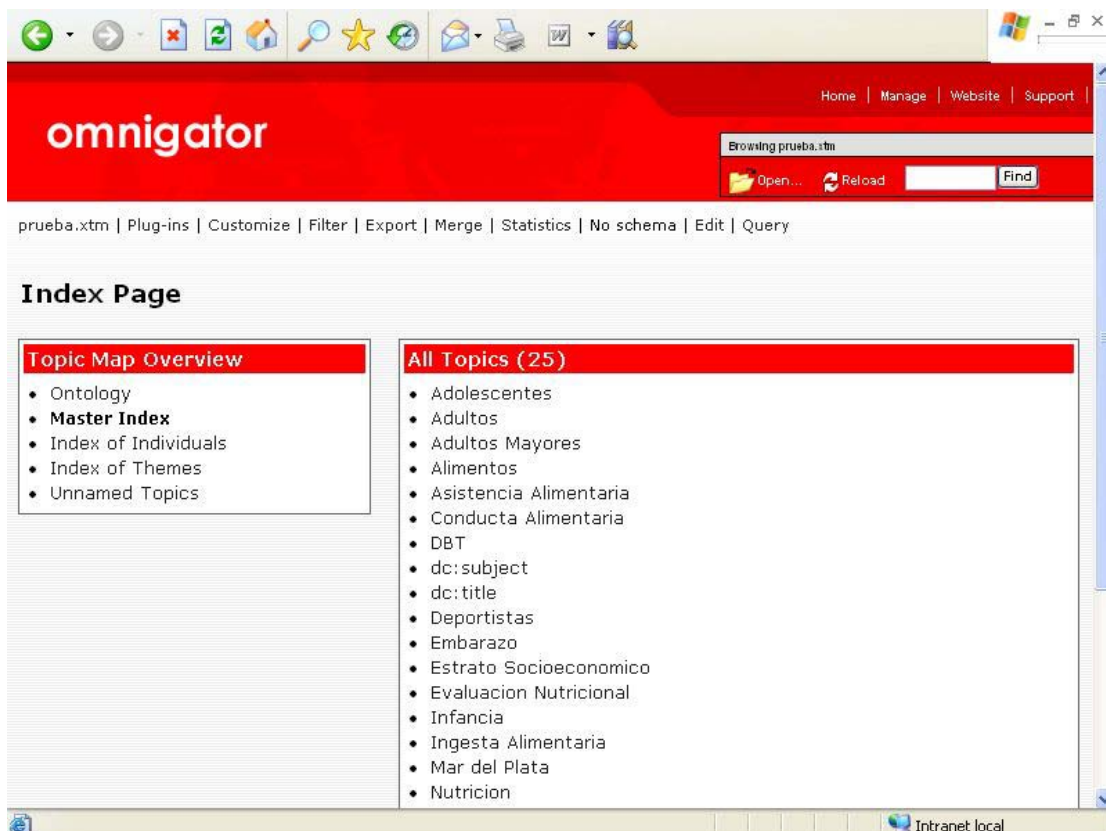 Home | Manage | Website | Support |
omnigator
Browsing prueba.xtm
Open... Reload Find
prueba.xtm | Plug-ins | Customize | Filter | Export | Merge | Statistics | No schema | Edit | Query
Index Page
Topic Map Overview
• Ontology
• Master Index
• Index of Individuals
• Index of Themes
• Unnamed Topics
All Topics (25)
• Adolescentes
• Adultos
• Adultos Mayores
• Alimentos
• Asistencia Alimentaria
• Conducta Alimentaria
• DBT
• dc:subject
• dc:title
• Deportistas
• Embarazo
• Estrato Socioeconomico
• Evaluacion Nutricional
• Infancia
• Ingesta Alimentaria
• Mar del Plata
• Nutricion
Intranet local